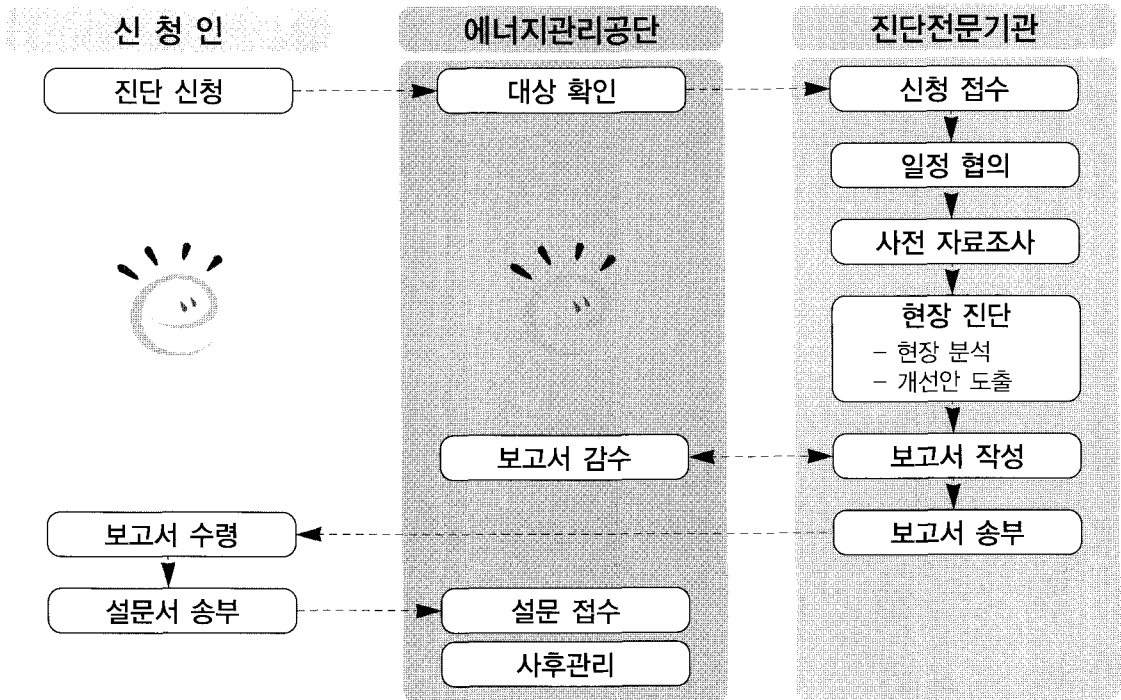 신 청 인
에너지관리공단
진단전문기관
진단 신청
대상 확인
신청 접수
일정 협의
사전 자료조사
현장 진단
– 현장 분석
– 개선안 도출
보고서 감수
보고서 작성
보고서 수령
보고서 송부
설문서 송부
설문 접수
사후관리